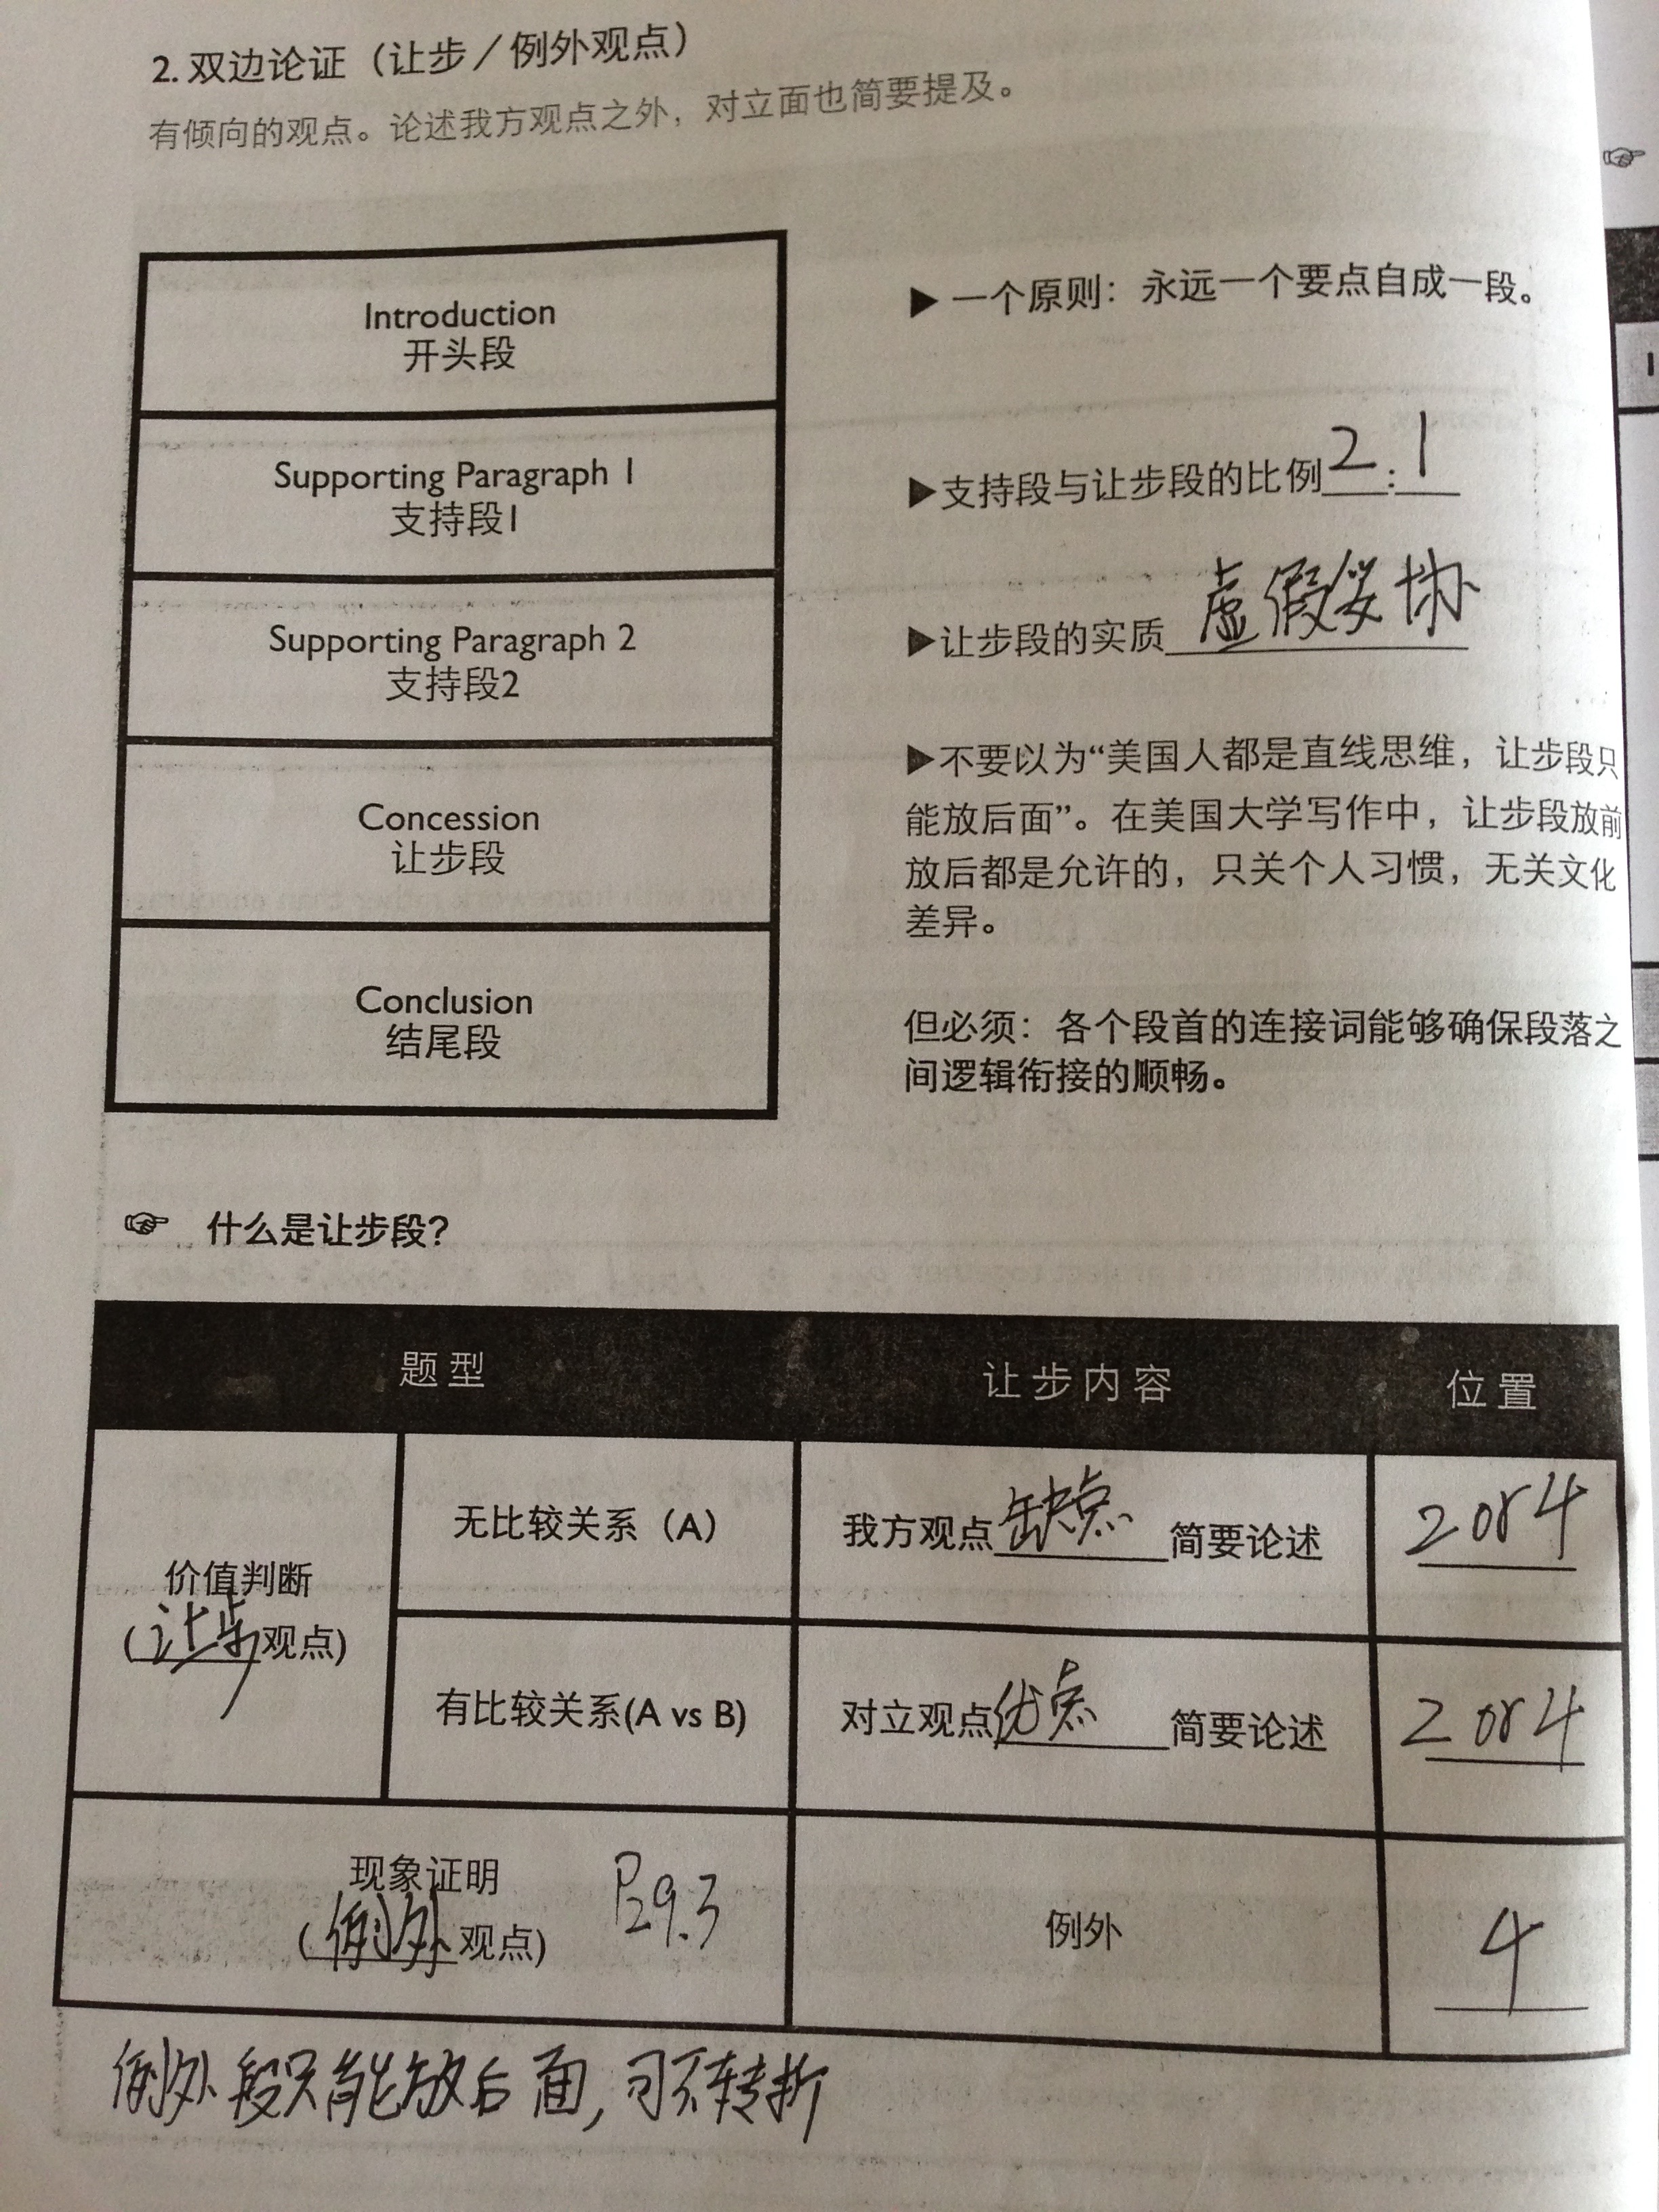 2. 双边论证（让步／例外观点）
有倾向的观点。论述我方观点之外，对立面也简要提及。
Introduction
开头段
Supporting Paragraph 1
支持段1
Supporting Paragraph 2
支持段2
Concession
让步段
Conclusion
结尾段
▶ 一个原则：永远一个要点自成一段。
▶支持段与让步段的比例2:1
▶让步段的实质虚假妥协
▶不要以为“美国人都是直线思维，让步段只
能放后面”。在美国大学写作中，让步段放前
放后都是允许的，只关个人习惯，无关文化
差异。
但必须：各个段首的连接词能够确保段落之
间逻辑衔接的顺畅。
☞ 什么是让步段？
题型 让步内容 位置
价值判断
(让步观点)
无比较关系（A） 我方观点缺点简要论述 2 or 4
有比较关系(A vs B) 对立观点优点简要论述 2 or 4
现象证明
(例外观点) P29.3
例外 4
例外段只能放后面,可不转折
1